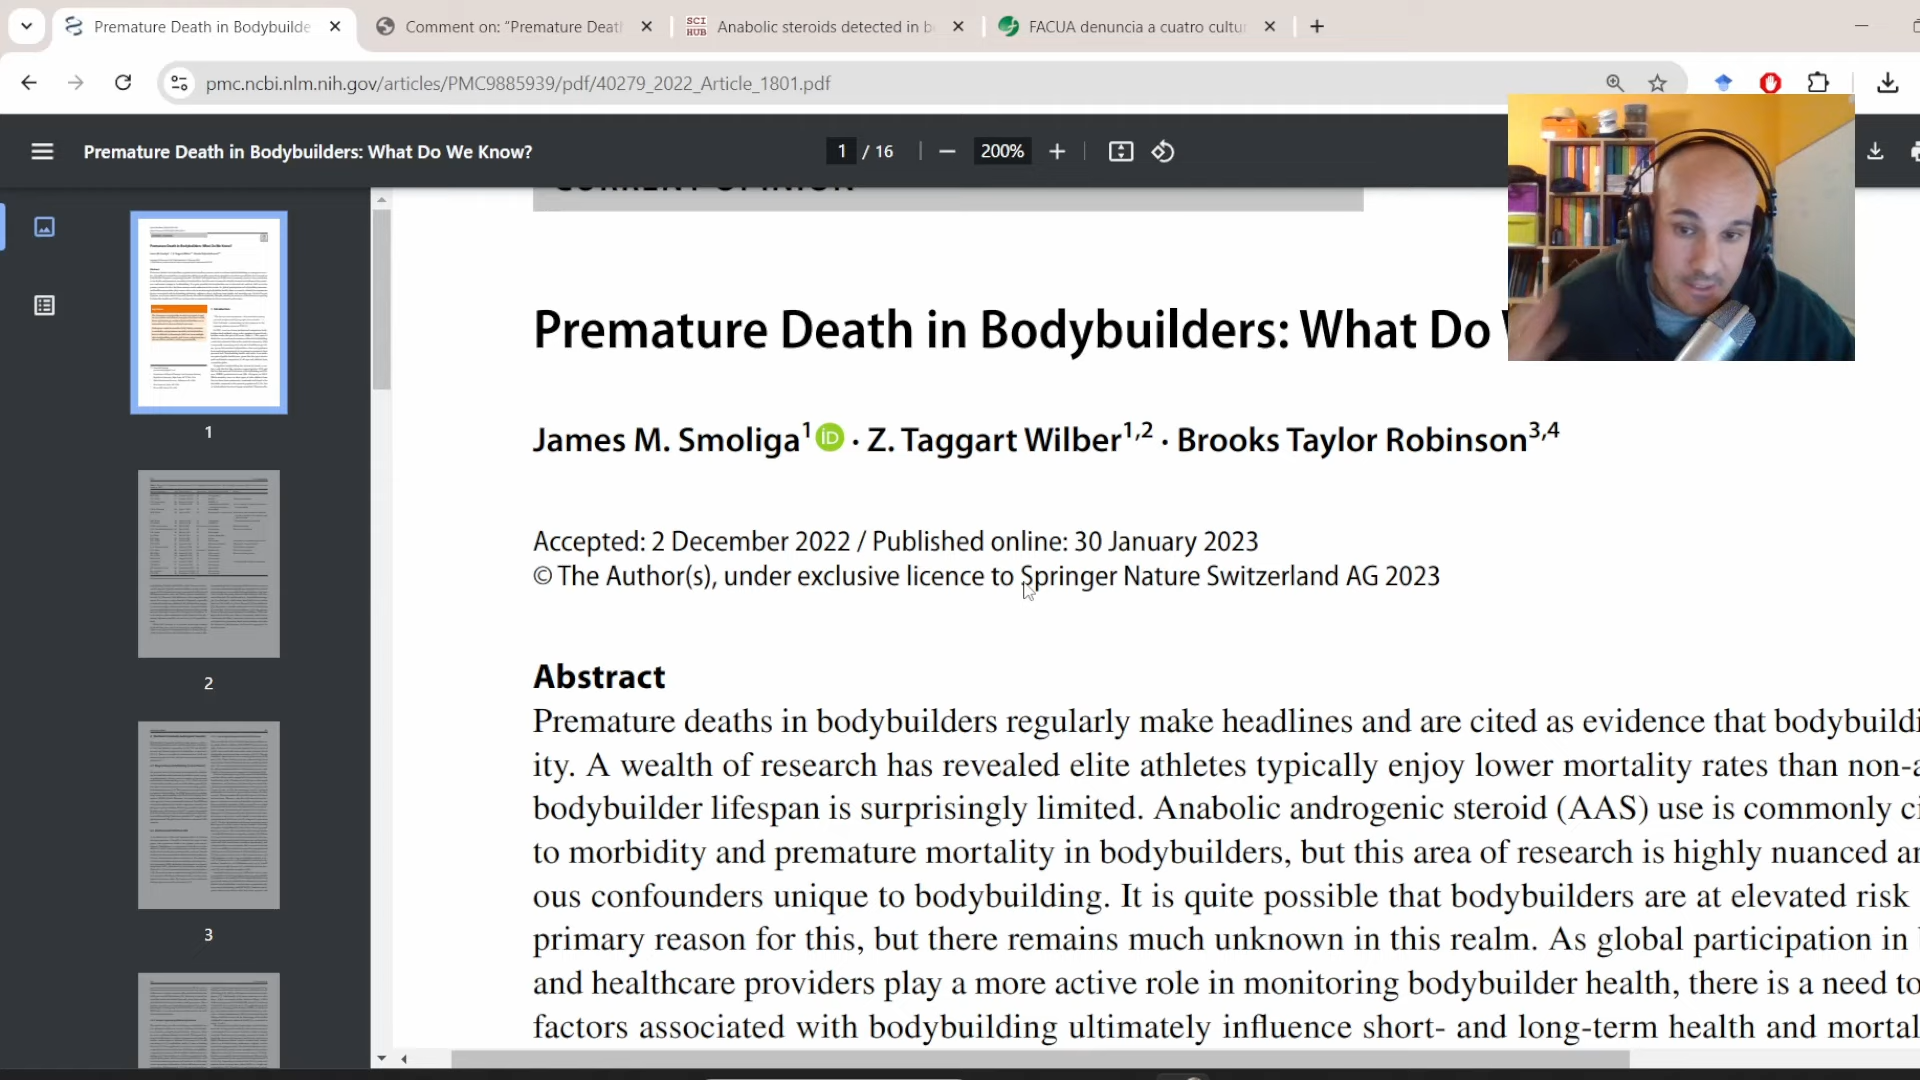 Premature Death in Bodybuilde
Comment on: “Premature Deat
SCI HUB
Anabolic steroids detected in b
FACUA denuncia a cuatro cultur
pmc.ncbi.nlm.nih.gov/articles/PMC9885939/pdf/40279_2022_Article_1801.pdf
Premature Death in Bodybuilders: What Do We Know?
1 / 16
200%
CURRENT OPINION
Premature Death in Bodybuilders: What Do
James M. Smoliga1 iD · Z. Taggart Wilber1,2 · Brooks Taylor Robinson3,4
Accepted: 2 December 2022 / Published online: 30 January 2023
© The Author(s), under exclusive licence to Springer Nature Switzerland AG 2023
Abstract
Premature deaths in bodybuilders regularly make headlines and are cited as evidence that bodybuildi
ity. A wealth of research has revealed elite athletes typically enjoy lower mortality rates than non-a
bodybuilder lifespan is surprisingly limited. Anabolic androgenic steroid (AAS) use is commonly ci
to morbidity and premature mortality in bodybuilders, but this area of research is highly nuanced an
ous confounders unique to bodybuilding. It is quite possible that bodybuilders are at elevated risk
primary reason for this, but there remains much unknown in this realm. As global participation in
and healthcare providers play a more active role in monitoring bodybuilder health, there is a need to
factors associated with bodybuilding ultimately influence short- and long-term health and mortal
1
2
3